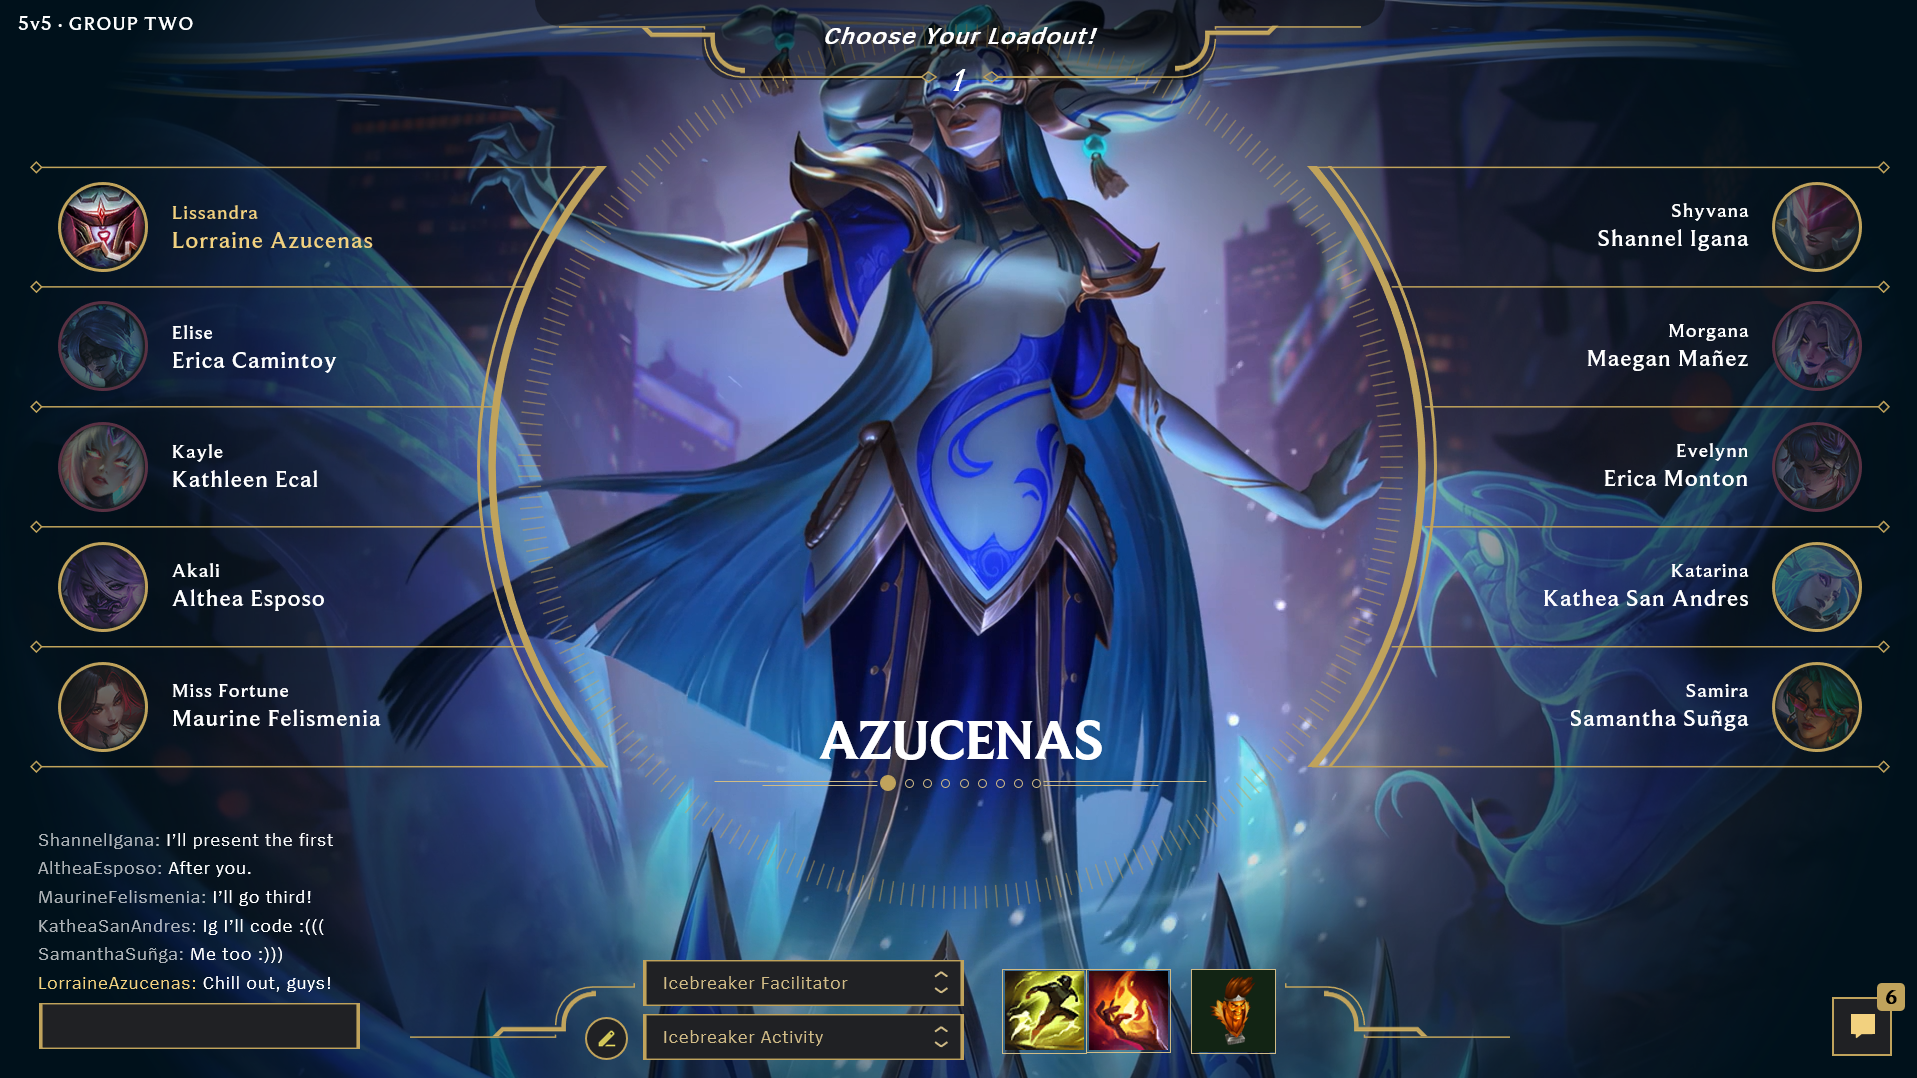 5v5 · GROUP TWO
Choose Your Loadout!
1
Lissandra
Lorraine Azucenas
Elise
Erica Camintoy
Kayle
Kathleen Ecal
Akali
Althea Esposo
Miss Fortune
Maurine Felismenia
Shyvana
Shannel Igana
Morgana
Maegan Mañez
Evelynn
Erica Monton
Katarina
Kathea San Andres
Samira
Samantha Suñga
AZUCENAS
ShannelIgana: I’ll present the first
AltheaEsposo: After you.
MaurineFelismenia: I’ll go third!
KatheaSanAndres: Ig I’ll code :(((
SamanthaSuñga: Me too :)))
LorraineAzucenas: Chill out, guys!
Icebreaker Facilitator
Icebreaker Activity
6